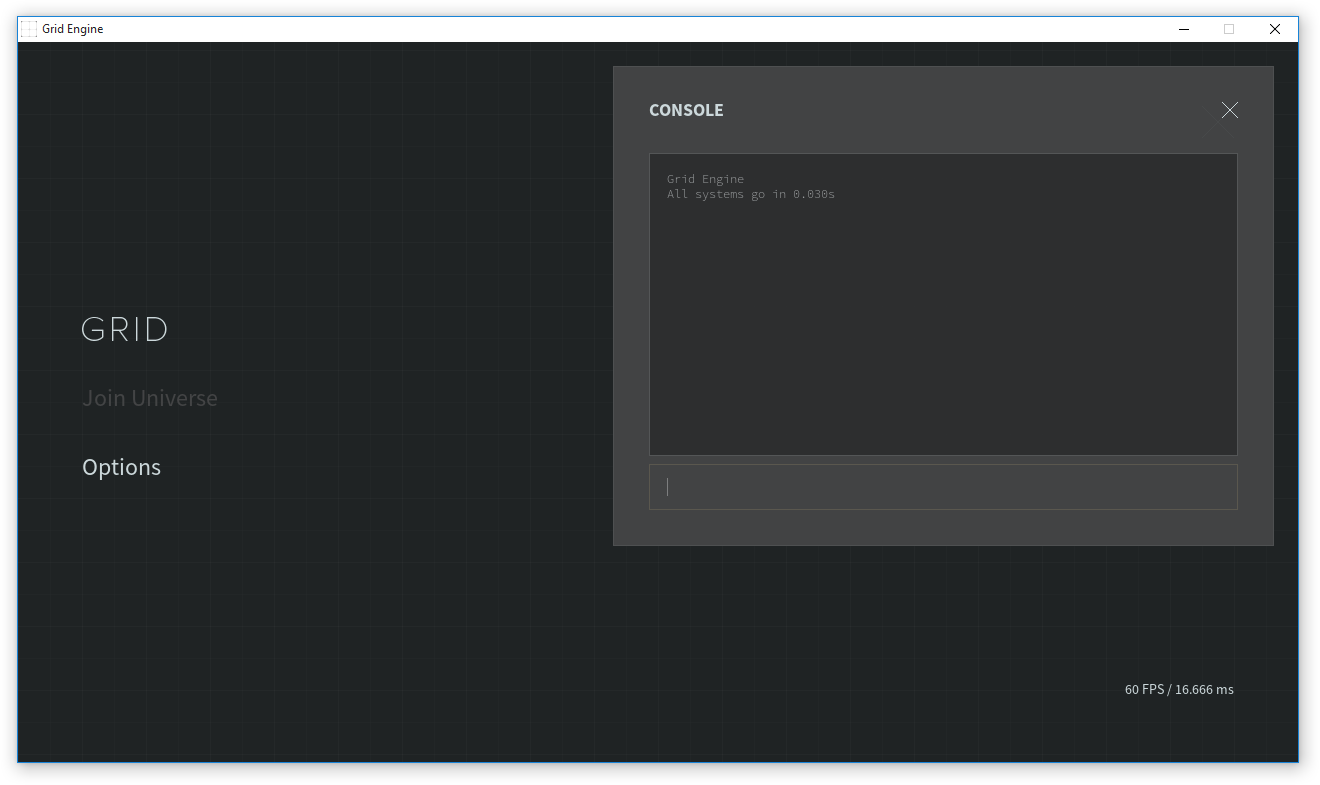 Grid Engine
CONSOLE
Grid Engine
All systems go in 0.030s
GRID
Join Universe
Options
60 FPS / 16.666 ms